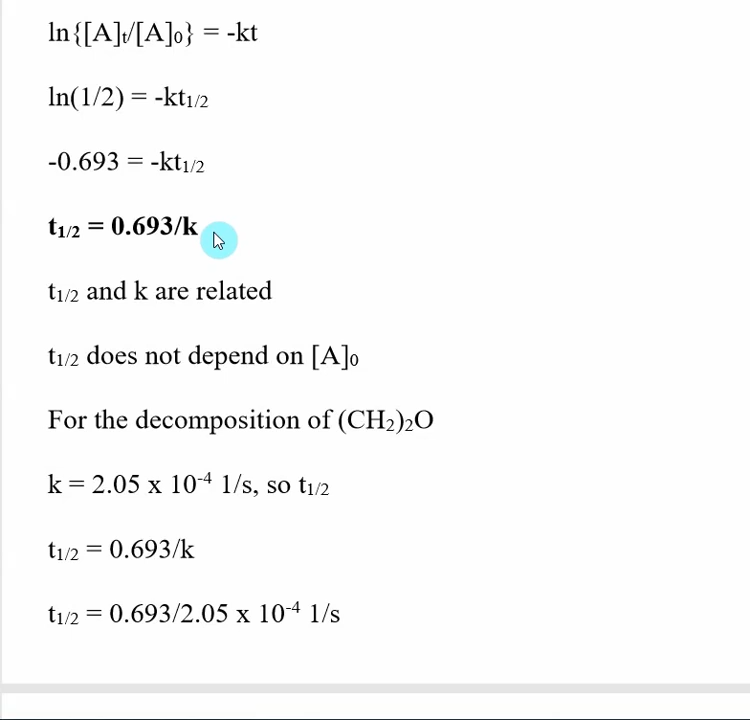 ln{[A]ₜ/[A]₀} = -kt
ln(1/2) = -kt₁/₂
-0.693 = -kt₁/₂
t₁/₂ = 0.693/k
t₁/₂ and k are related
t₁/₂ does not depend on [A]₀
For the decomposition of (CH₂)₂O
k = 2.05 x 10⁻⁴ 1/s, so t₁/₂
t₁/₂ = 0.693/k
t₁/₂ = 0.693/2.05 x 10⁻⁴ 1/s